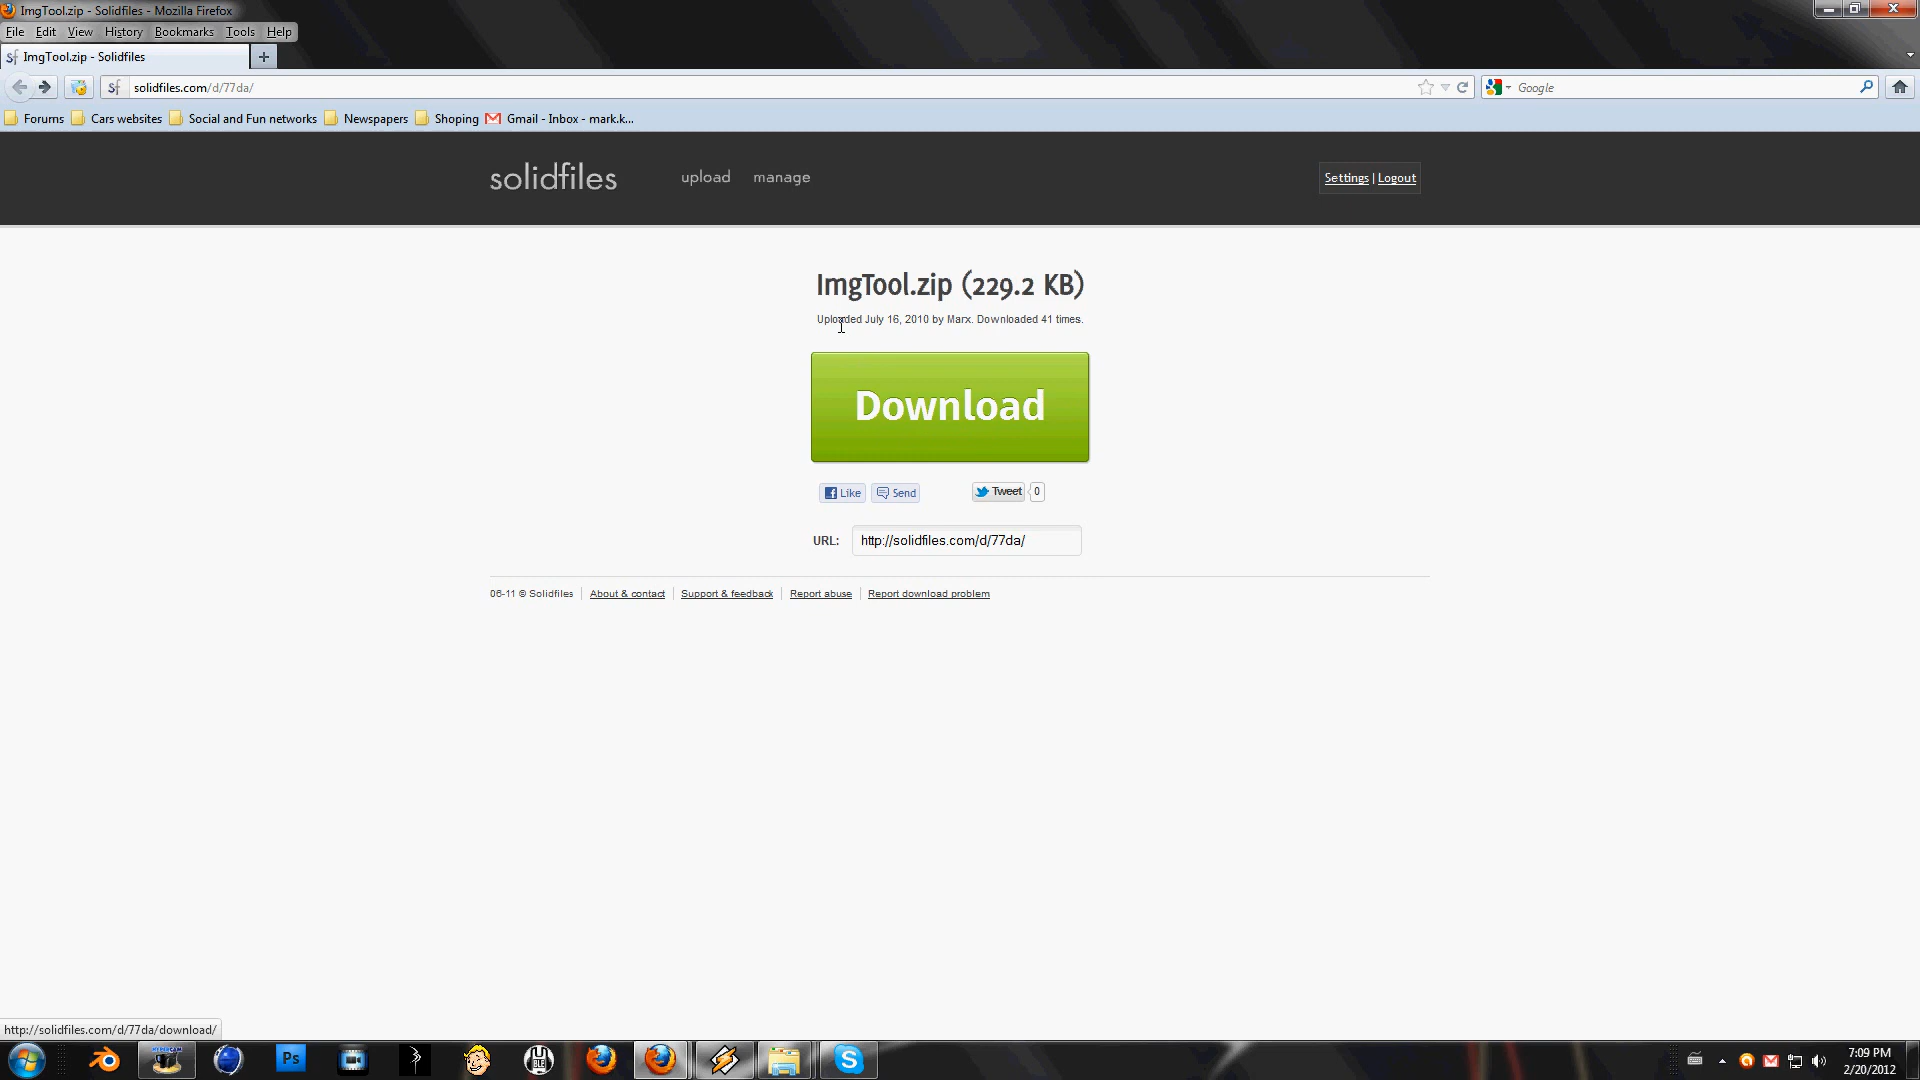 ImgTool.zip - Solidfiles - Mozilla Firefox
File Edit View History Bookmarks Tools Help
Sf ImgTool.zip - Solidfiles
Sf solidfiles.com/d/77da/ Google
Forums Cars websites Social and Fun networks Newspapers Shoping Gmail - Inbox - mark.k...
solidfiles upload manage Settings | Logout
ImgTool.zip (229.2 KB)
Uploaded July 16, 2010 by Marx. Downloaded 41 times.
Download
Like Send Tweet 0
URL: http://solidfiles.com/d/77da/
06-11 © Solidfiles About & contact Support & feedback Report abuse Report download problem
http://solidfiles.com/d/77da/download/
Ps
7:09 PM
2/20/2012